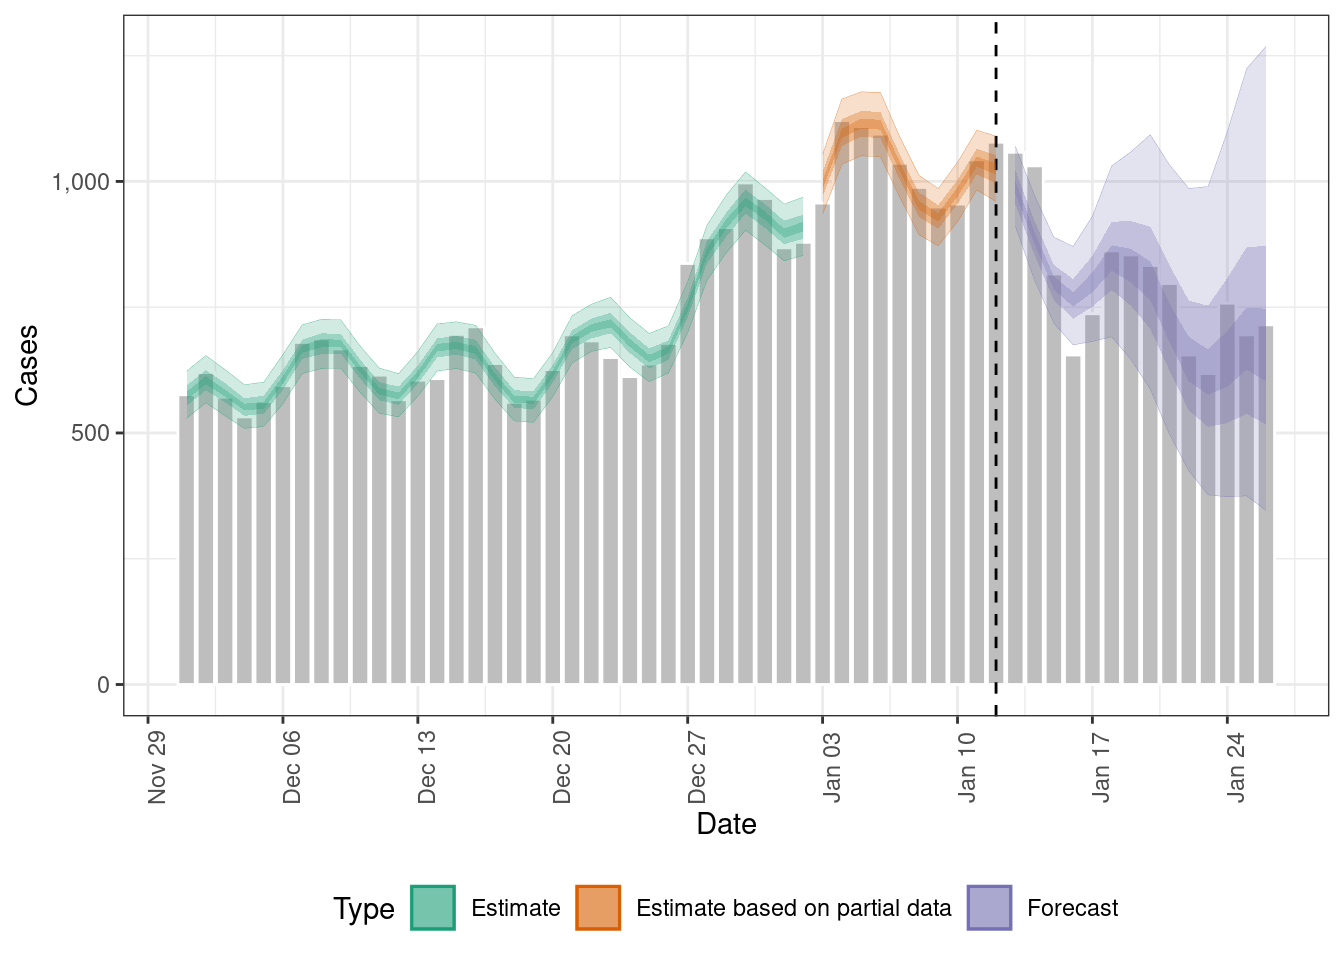 Cases
1,000
500
0
Nov 29
Dec 06
Dec 13
Dec 20
Dec 27
Jan 03
Jan 10
Jan 17
Jan 24
Date
Type Estimate Estimate based on partial data Forecast